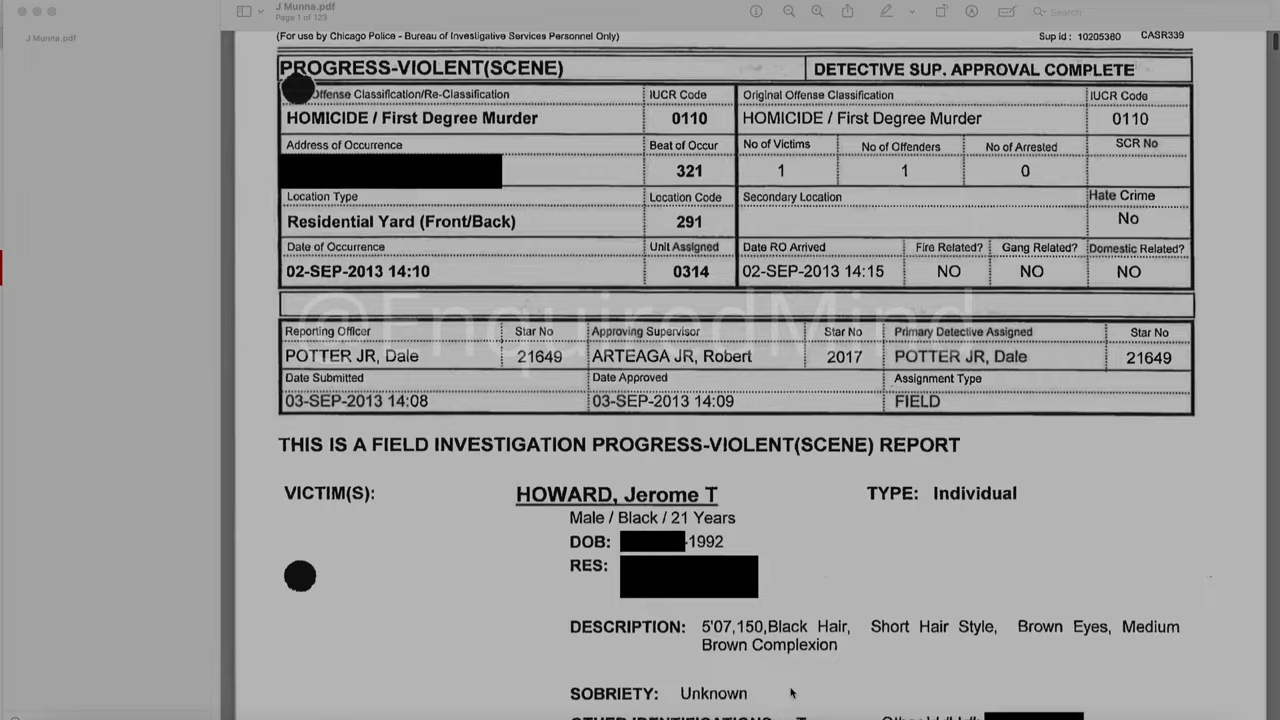 J Munna.pdf
Page 1 of 123
Search
J Munna.pdf
(For use by Chicago Police - Bureau of Investigative Services Personnel Only)
Sup id : 10205380 CASR339
PROGRESS-VIOLENT(SCENE)
DETECTIVE SUP. APPROVAL COMPLETE
Offense Classification/Re-Classification
IUCR Code
Original Offense Classification
IUCR Code
HOMICIDE / First Degree Murder
0110
HOMICIDE / First Degree Murder
0110
Address of Occurrence
Beat of Occur
No of Victims
No of Offenders
No of Arrested
SCR No
321
1
1
0
Location Type
Location Code
Secondary Location
Hate Crime
Residential Yard (Front/Back)
291
No
Date of Occurrence
Unit Assigned
Date RO Arrived
Fire Related?
Gang Related?
Domestic Related?
02-SEP-2013 14:10
0314
02-SEP-2013 14:15
NO
NO
NO
@EnquiredMind
Reporting Officer
Star No
Approving Supervisor
Star No
Primary Detective Assigned
Star No
POTTER JR, Dale
21649
ARTEAGA JR, Robert
2017
POTTER JR, Dale
21649
Date Submitted
Date Approved
Assignment Type
03-SEP-2013 14:08
03-SEP-2013 14:09
FIELD
THIS IS A FIELD INVESTIGATION PROGRESS-VIOLENT(SCENE) REPORT
VICTIM(S):
HOWARD, Jerome T
TYPE: Individual
Male / Black / 21 Years
DOB: -1992
RES:
DESCRIPTION: 5'07,150,Black Hair, Short Hair Style, Brown Eyes, Medium
Brown Complexion
SOBRIETY: Unknown